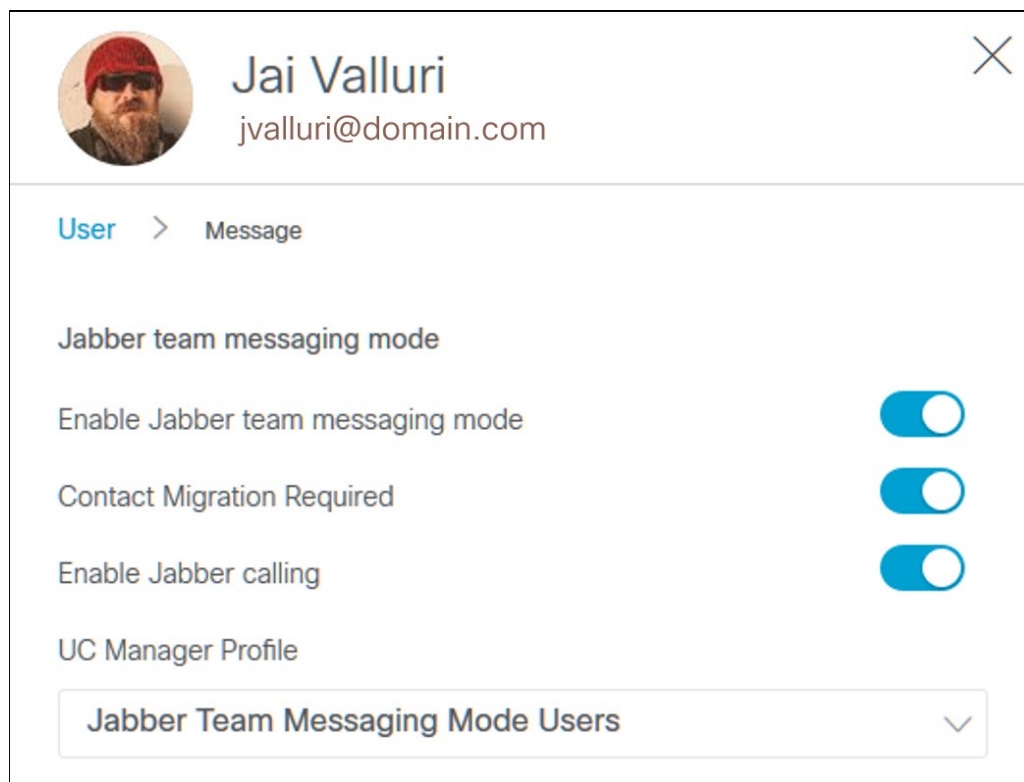 Jai Valluri
jvalluri@domain.com
User > Message
Jabber team messaging mode
Enable Jabber team messaging mode
Contact Migration Required
Enable Jabber calling
UC Manager Profile
Jabber Team Messaging Mode Users